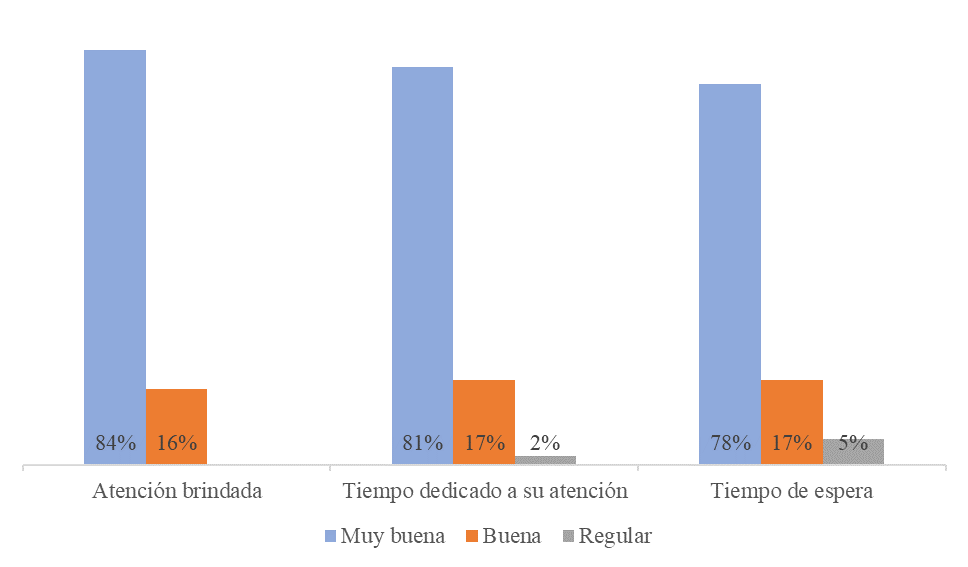 84% 16% 81% 17% 2% 78% 17% 5%
Atención brindada Tiempo dedicado a su atención Tiempo de espera
Muy buena Buena Regular